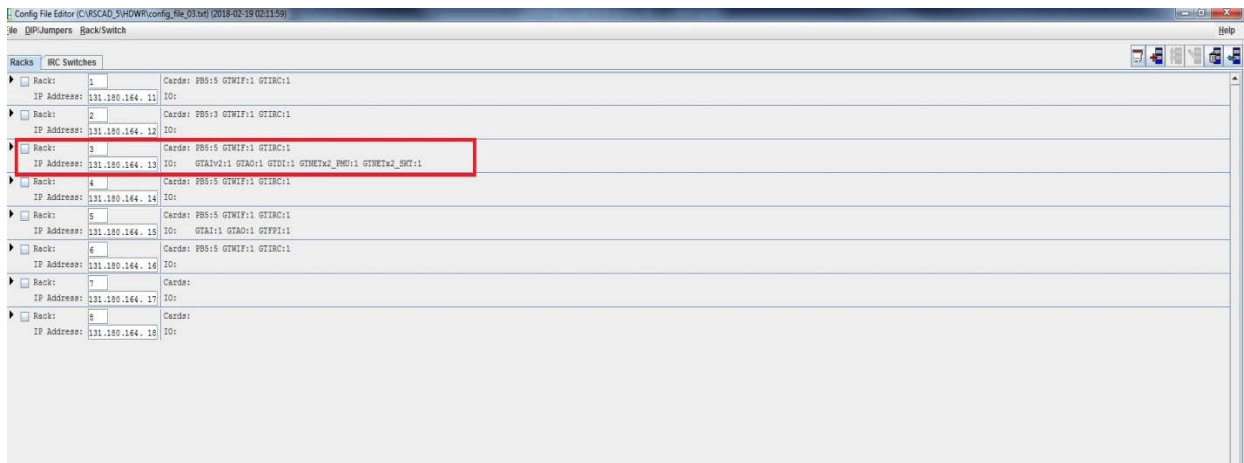 Config File Editor (C:\RSCAD_5\HDWR\config_file_03.txt) (2018-02-19 02:11:59)
File DIP/Jumpers Rack/Switch Help
Racks IRC Switches
Rack: 1 Cards: PB5:5 GTWIF:1 GTIRC:1
IP Address: 131.180.164. 11 IO:
Rack: 2 Cards: PB5:3 GTWIF:1 GTIRC:1
IP Address: 131.180.164. 12 IO:
Rack: 3 Cards: PB5:5 GTWIF:1 GTIRC:1
IP Address: 131.180.164. 13 IO: GTAIv2:1 GTAO:1 GTDI:1 GTNETx2_PMU:1 GTNETx2_SKT:1
Rack: 4 Cards: PB5:5 GTWIF:1 GTIRC:1
IP Address: 131.180.164. 14 IO:
Rack: 5 Cards: PB5:5 GTWIF:1 GTIRC:1
IP Address: 131.180.164. 15 IO: GTAI:1 GTAO:1 GTFPI:1
Rack: 6 Cards: PB5:5 GTWIF:1 GTIRC:1
IP Address: 131.180.164. 16 IO:
Rack: 7 Cards:
IP Address: 131.180.164. 17 IO:
Rack: 8 Cards:
IP Address: 131.180.164. 18 IO: